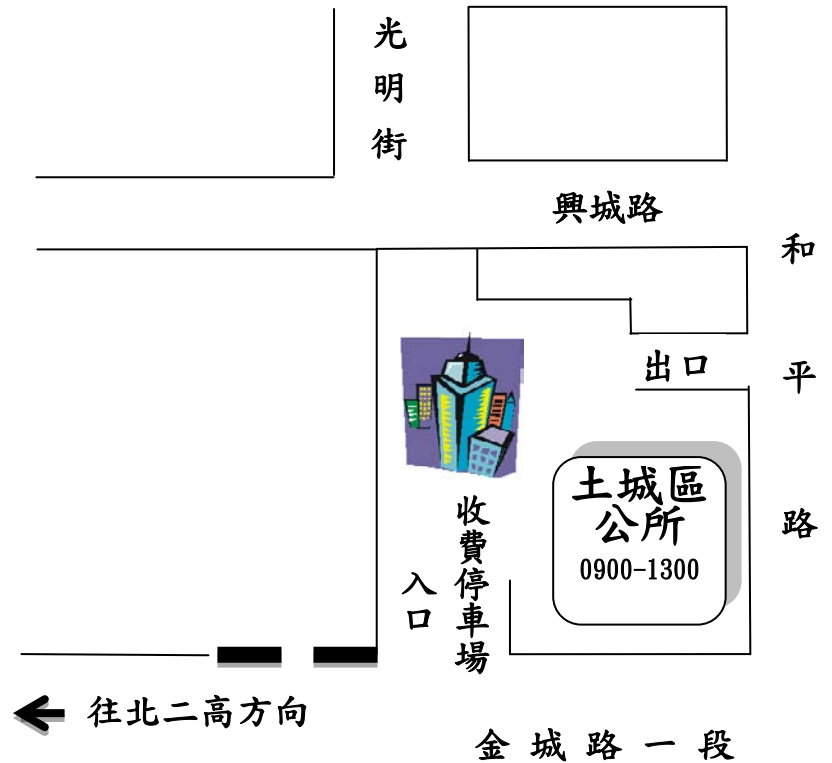 光明街
興城路
和平路
出口
土城區
公所
0900-1300
收費停車場
入口
往北二高方向
金城路一段